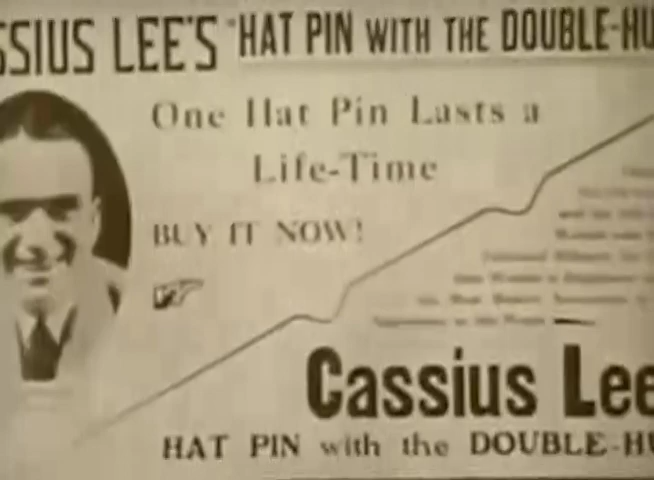 SSIUS LEE'S "HAT PIN WITH THE DOUBLE-HU
One Hat Pin Lasts a
Life-Time
BUY IT NOW!
Cassius Lee
HAT PIN with the DOUBLE-HU